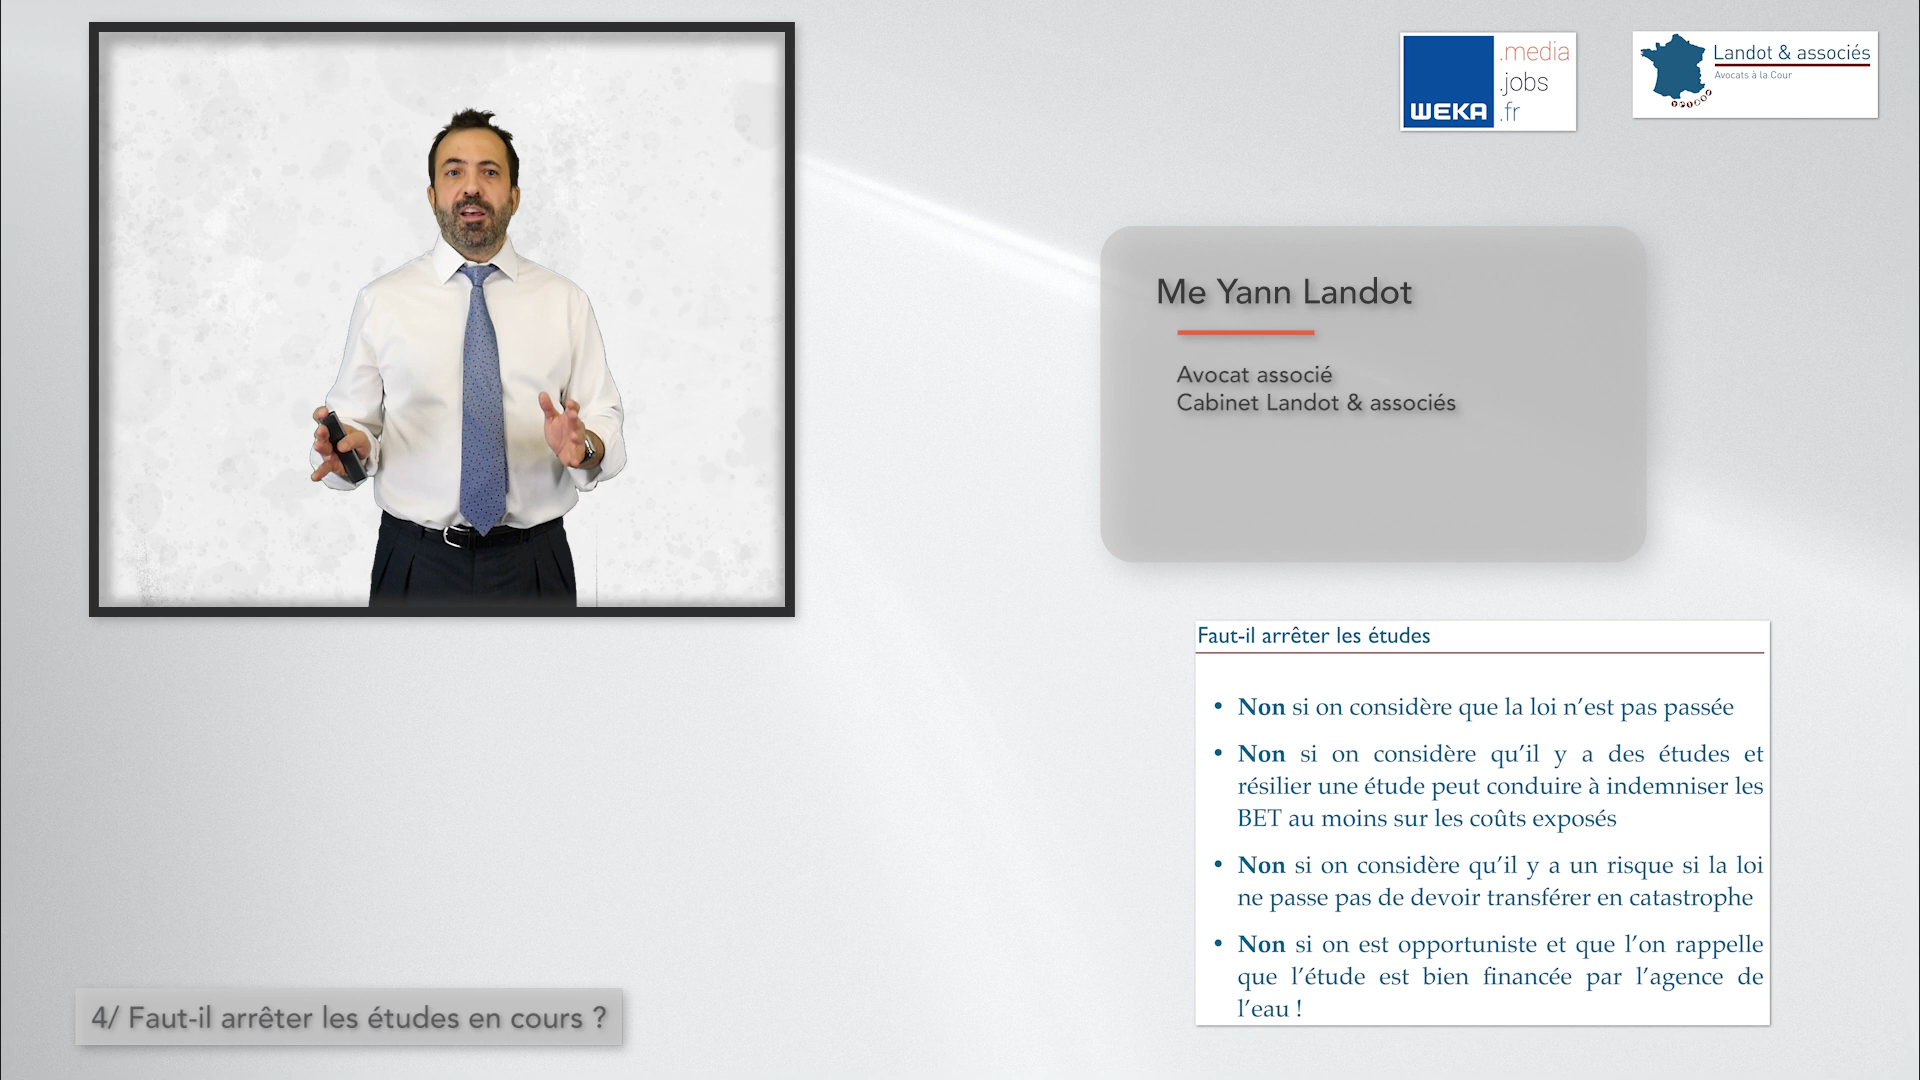 WEKA
.media
.jobs
.fr
Landot & associés
Avocats à la Cour
Me Yann Landot
Avocat associé
Cabinet Landot & associés
Faut-il arrêter les études
• Non si on considère que la loi n’est pas passée
• Non si on considère qu’il y a des études et
résilier une étude peut conduire à indemniser les
BET au moins sur les coûts exposés
• Non si on considère qu’il y a un risque si la loi
ne passe pas de devoir transférer en catastrophe
• Non si on est opportuniste et que l’on rappelle
que l’étude est bien financée par l’agence de
l’eau !
4/ Faut-il arrêter les études en cours ?